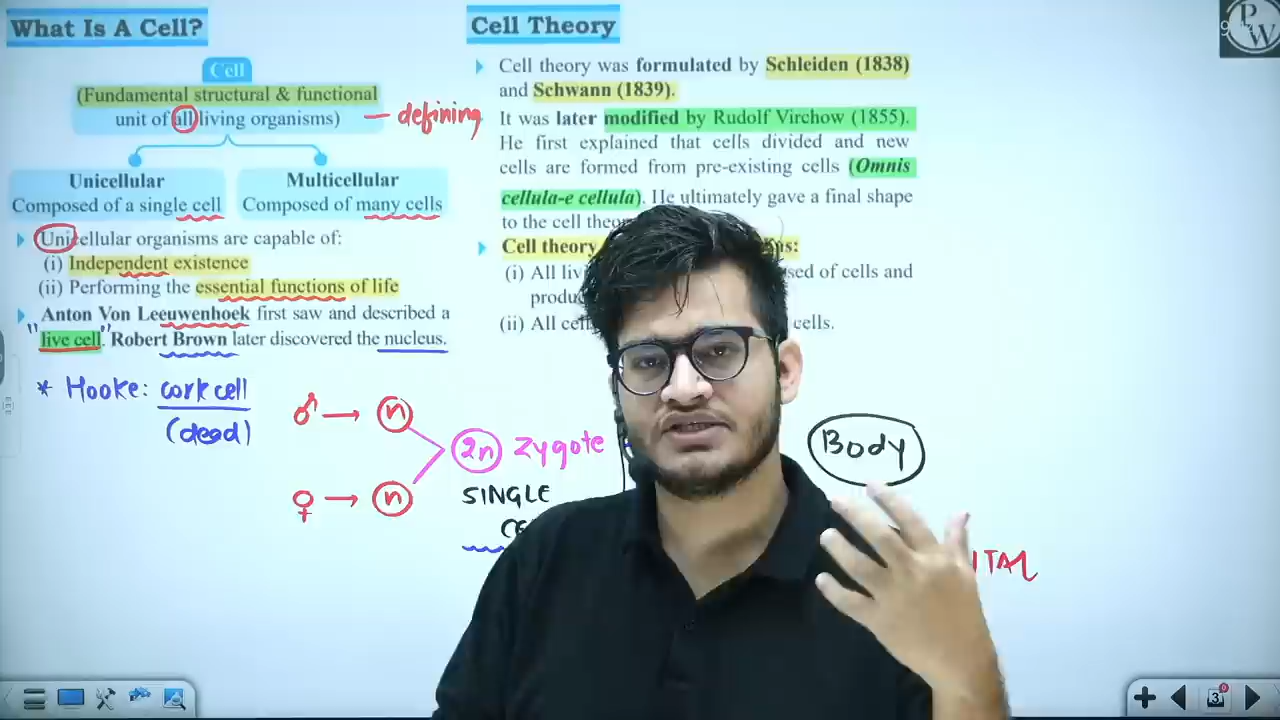 What Is A Cell?
Cell
(Fundamental structural & functional
unit of all living organisms)
defining
Unicellular
Composed of a single cell
Multicellular
Composed of many cells
Unicellular organisms are capable of:
(i) Independent existence
(ii) Performing the essential functions of life
Anton Von Leeuwenhoek first saw and described a
"live cell". Robert Brown later discovered the nucleus.
* Hooke: cork cell
(dead)
♂ → n
♀ → n
2n zygote
SINGLE
Body
Cell Theory
Cell theory was formulated by Schleiden (1838)
and Schwann (1839).
It was later modified by Rudolf Virchow (1855).
He first explained that cells divided and new
cells are formed from pre-existing cells (Omnis
cellula-e cellula). He ultimately gave a final shape
to the cell
Cell theory
(i) All
of cells and
(ii) All
cells.
PW
3